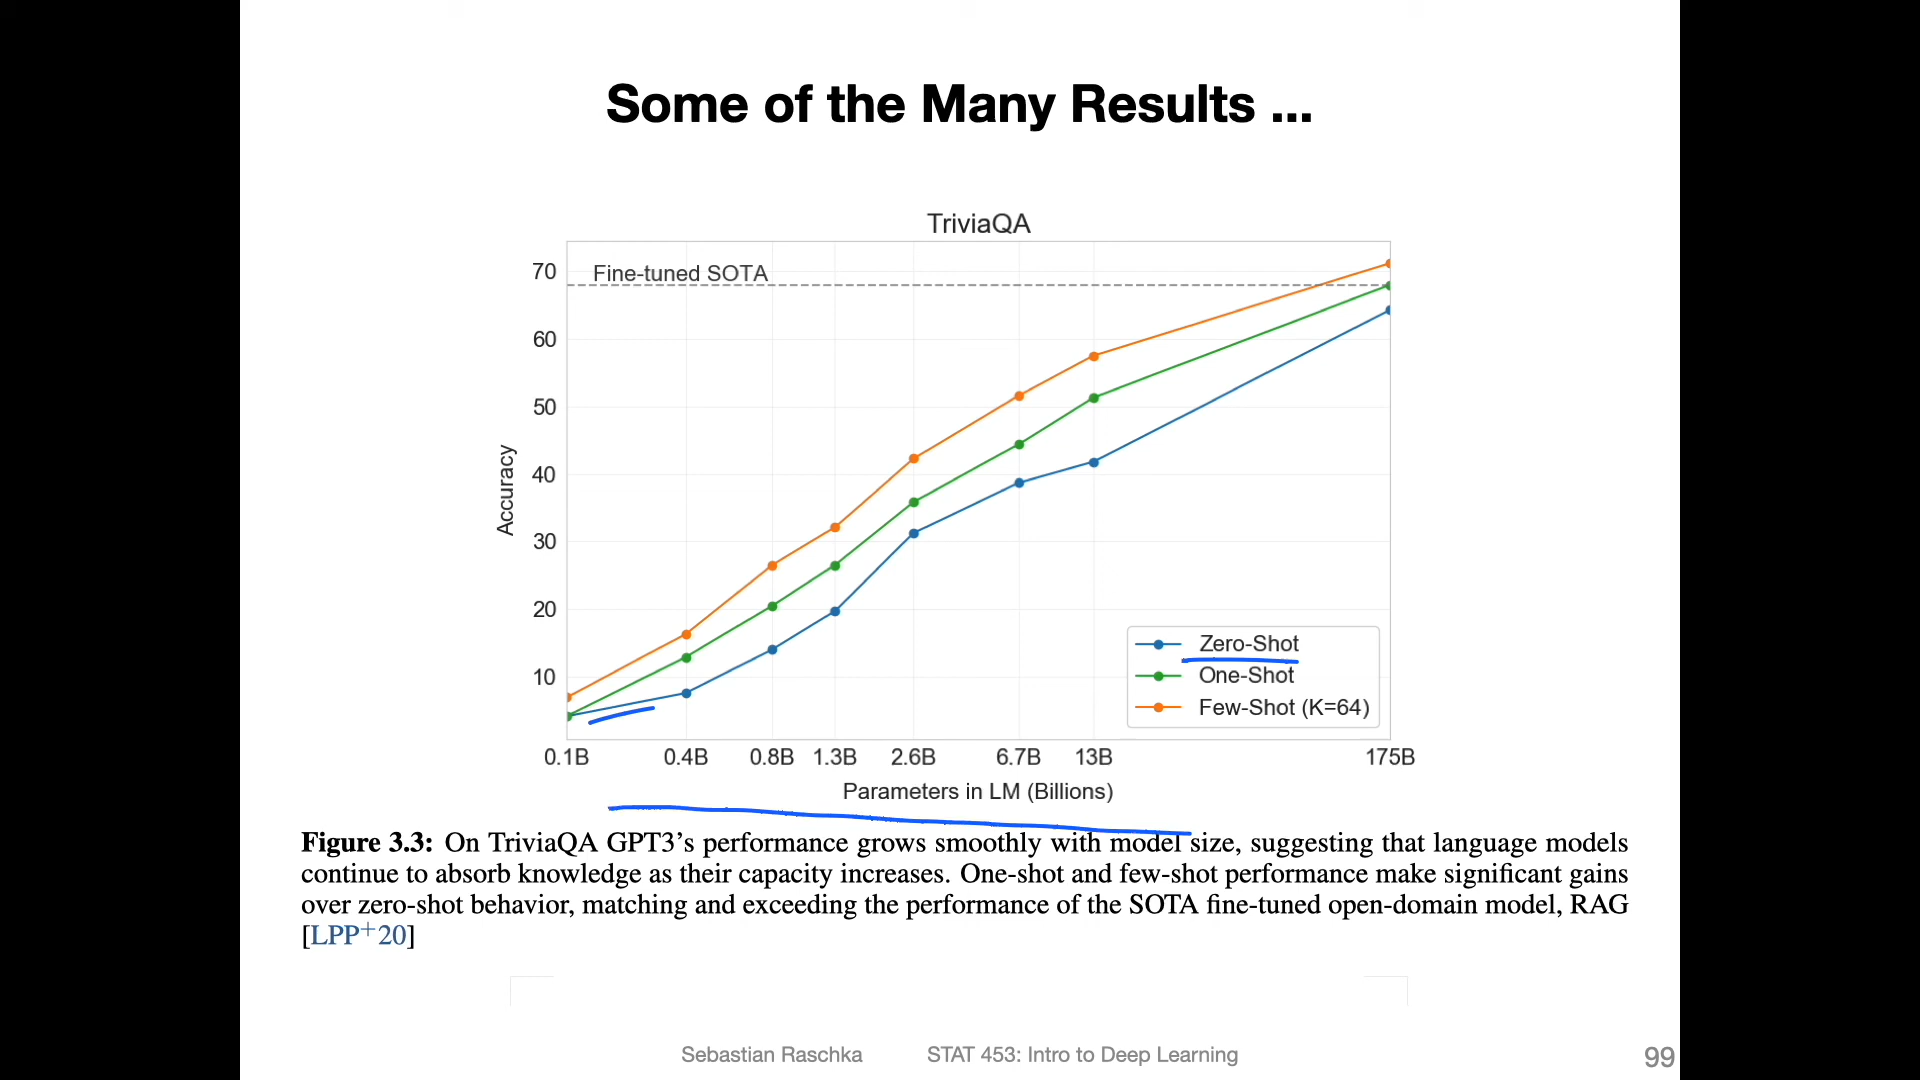 Some of the Many Results ...
TriviaQA
70
60
50
40
30
20
10
Fine-tuned SOTA
Accuracy
Zero-Shot
One-Shot
Few-Shot (K=64)
0.1B 0.4B 0.8B 1.3B 2.6B 6.7B 13B 175B
Parameters in LM (Billions)
Figure 3.3: On TriviaQA GPT3’s performance grows smoothly with model size, suggesting that language models
continue to absorb knowledge as their capacity increases. One-shot and few-shot performance make significant gains
over zero-shot behavior, matching and exceeding the performance of the SOTA fine-tuned open-domain model, RAG
[LPP+20]
Sebastian Raschka STAT 453: Intro to Deep Learning 99